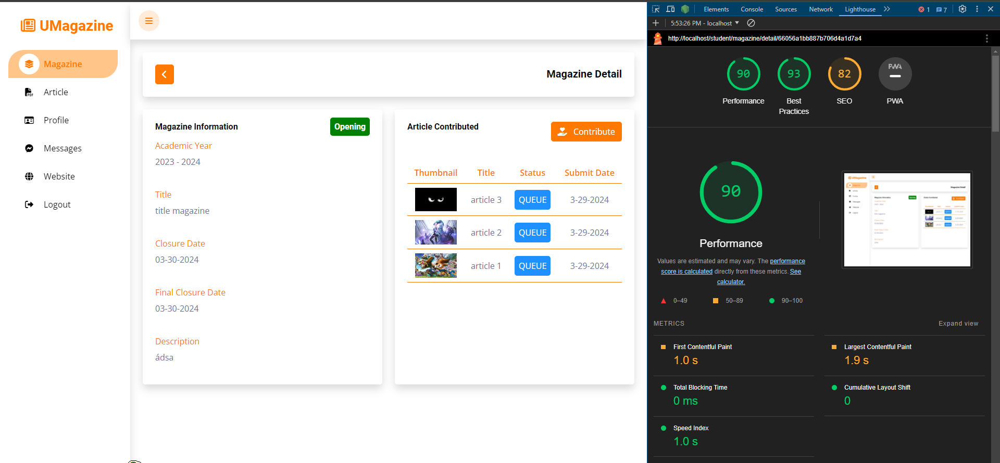 UMagazine
Magazine
Article
Profile
Messages
Website
Logout
Magazine Detail
Magazine Information
Opening
Academic Year
2023 - 2024
Title
title magazine
Closure Date
03-30-2024
Final Closure Date
03-30-2024
Description
ádsa
Article Contributed
Contribute
Thumbnail Title Status Submit Date
article 3 QUEUE 3-29-2024
article 2 QUEUE 3-29-2024
article 1 QUEUE 3-29-2024
Elements Console Sources Network Lighthouse 1 7
5:53:26 PM - localhost
http://localhost/student/magazine/detail/66056a1bb887b706d4a1d7a4
90 93 82 PWA
Performance Best Practices SEO PWA
90
Performance
Values are estimated and may vary. The performance
score is calculated directly from these metrics. See
calculator.
0–49 50–89 90–100
METRICS Expand view
First Contentful Paint
1.0 s
Largest Contentful Paint
1.9 s
Total Blocking Time
0 ms
Cumulative Layout Shift
0
Speed Index
1.0 s